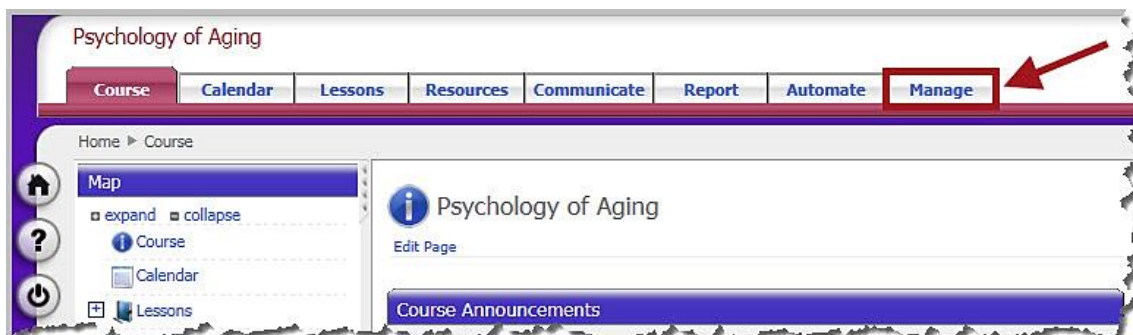 Psychology of Aging
Course Calendar Lessons Resources Communicate Report Automate Manage
Home ▶ Course
Map
expand collapse
Course
Calendar
Lessons
Psychology of Aging
Edit Page
Course Announcements